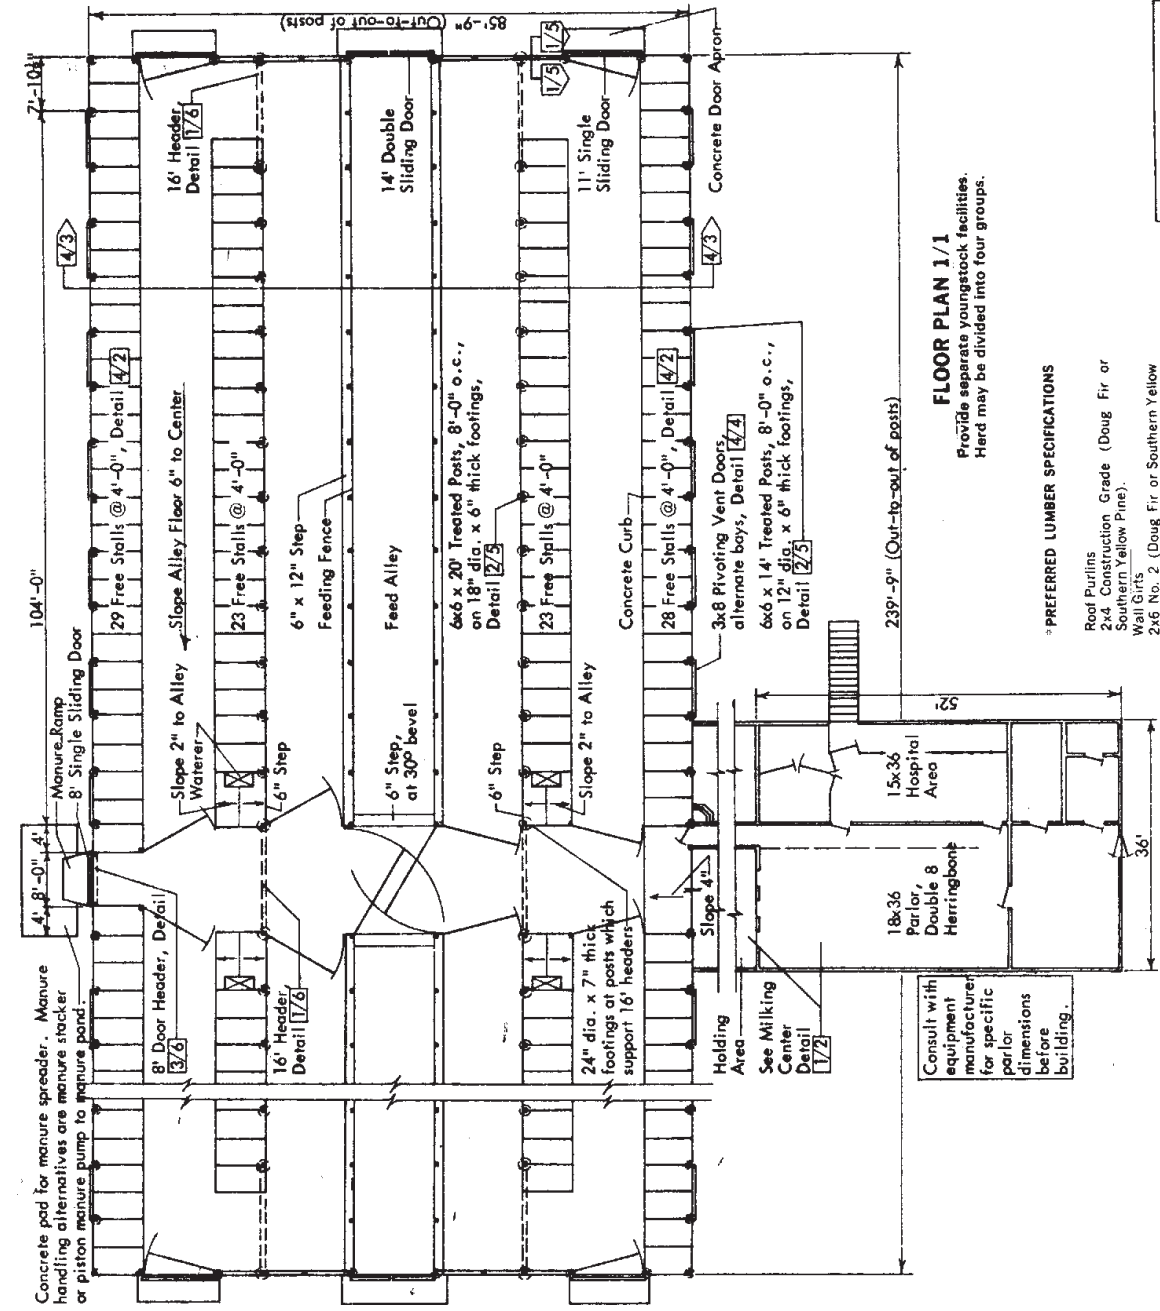 Concrete pad for manure spreader. Manure
handling alternatives are manure stacker
or piston manure pump to manure pond.
4'
8'-0"
4'
Manure Ramp
8' Single Sliding Door
104'-0"
7'-10½"
8' Door Header, Detail
3/6
16' Header,
Detail 1/6
Slope 2" to Alley
Waterer
6" Step
29 Free Stalls @ 4'-0", Detail 4/2
Slope Alley Floor 6" to Center
23 Free Stalls @ 4'-0"
4/3
16' Header,
Detail 1/6
85'-9" (Out-to-out of posts)
6" x 12" Step
Feeding Fence
6" Step,
at 30° bevel
Feed Alley
14' Double
Sliding Door
6x6 x 20' Treated Posts, 8'-0" o.c.,
on 18" dia. x 6" thick footings,
Detail 2/5
24" dia. x 7" thick
footings at posts which
support 16' headers
6" Step
Slope 2" to Alley
23 Free Stalls @ 4'-0"
Concrete Curb
28 Free Stalls @ 4'-0", Detail 4/2
11' Single
Sliding Door
1/5
1/5
Concrete Door Apron
4/3
3x8 Pivoting Vent Doors,
alternate bays, Detail 4/4
6x6 x 14' Treated Posts, 8'-0" o.c.,
on 12" dia. x 6" thick footings,
Detail 2/5
Holding
Area
See Milking
Center
Detail
1/2
Slope 4"
52'
15x36
Hospital
Area
18x36
Parlor,
Double 8
Herringbone
36'
239'-9" (Out-to-out of posts)
Consult with
equipment
manufacturer
for specific
parlor
dimensions
before
building.
FLOOR PLAN 1/1
Provide separate youngstock facilities.
Herd may be divided into four groups.
*PREFERRED LUMBER SPECIFICATIONS
Roof Purlins
2x4 Construction Grade (Doug Fir or
Southern Yellow Pine).
Wall Girts
2x6 No. 2 (Doug Fir or Southern Yellow